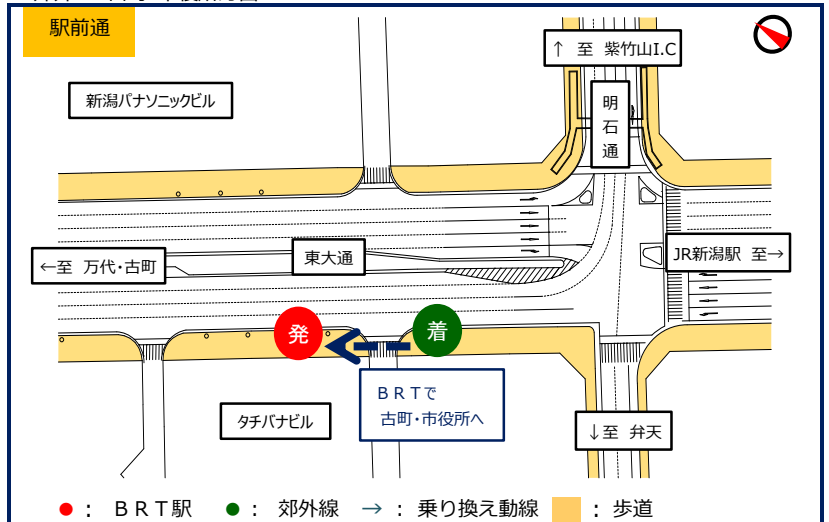 駅前通
↑ 至 紫竹山I.C
新潟パナソニックビル
明
石
通
東大通
←至 万代・古町
JR新潟駅 至→
発
着
BRTで
古町・市役所へ
タチバナビル
↓至 弁天
●： BRT駅 ●： 郊外線 →：乗り換え動線 ：歩道